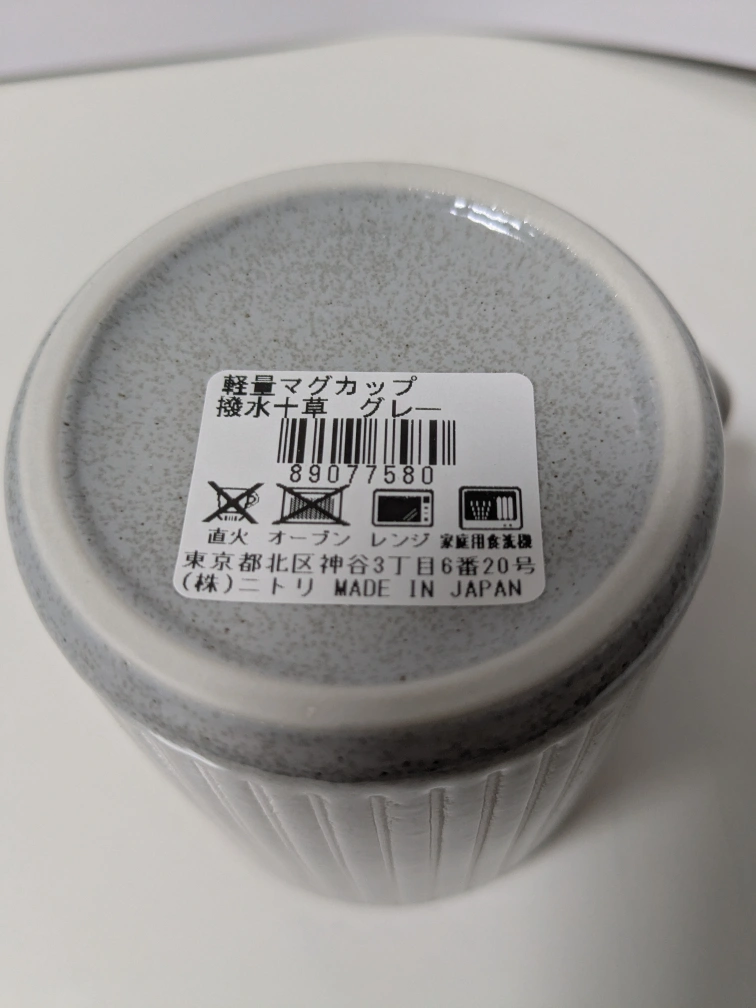 軽量マグカップ
撥水十草　グレー
89077580
直火 オーブン レンジ 家庭用食洗機
東京都北区神谷3丁目6番20号
(株)ニトリ MADE IN JAPAN